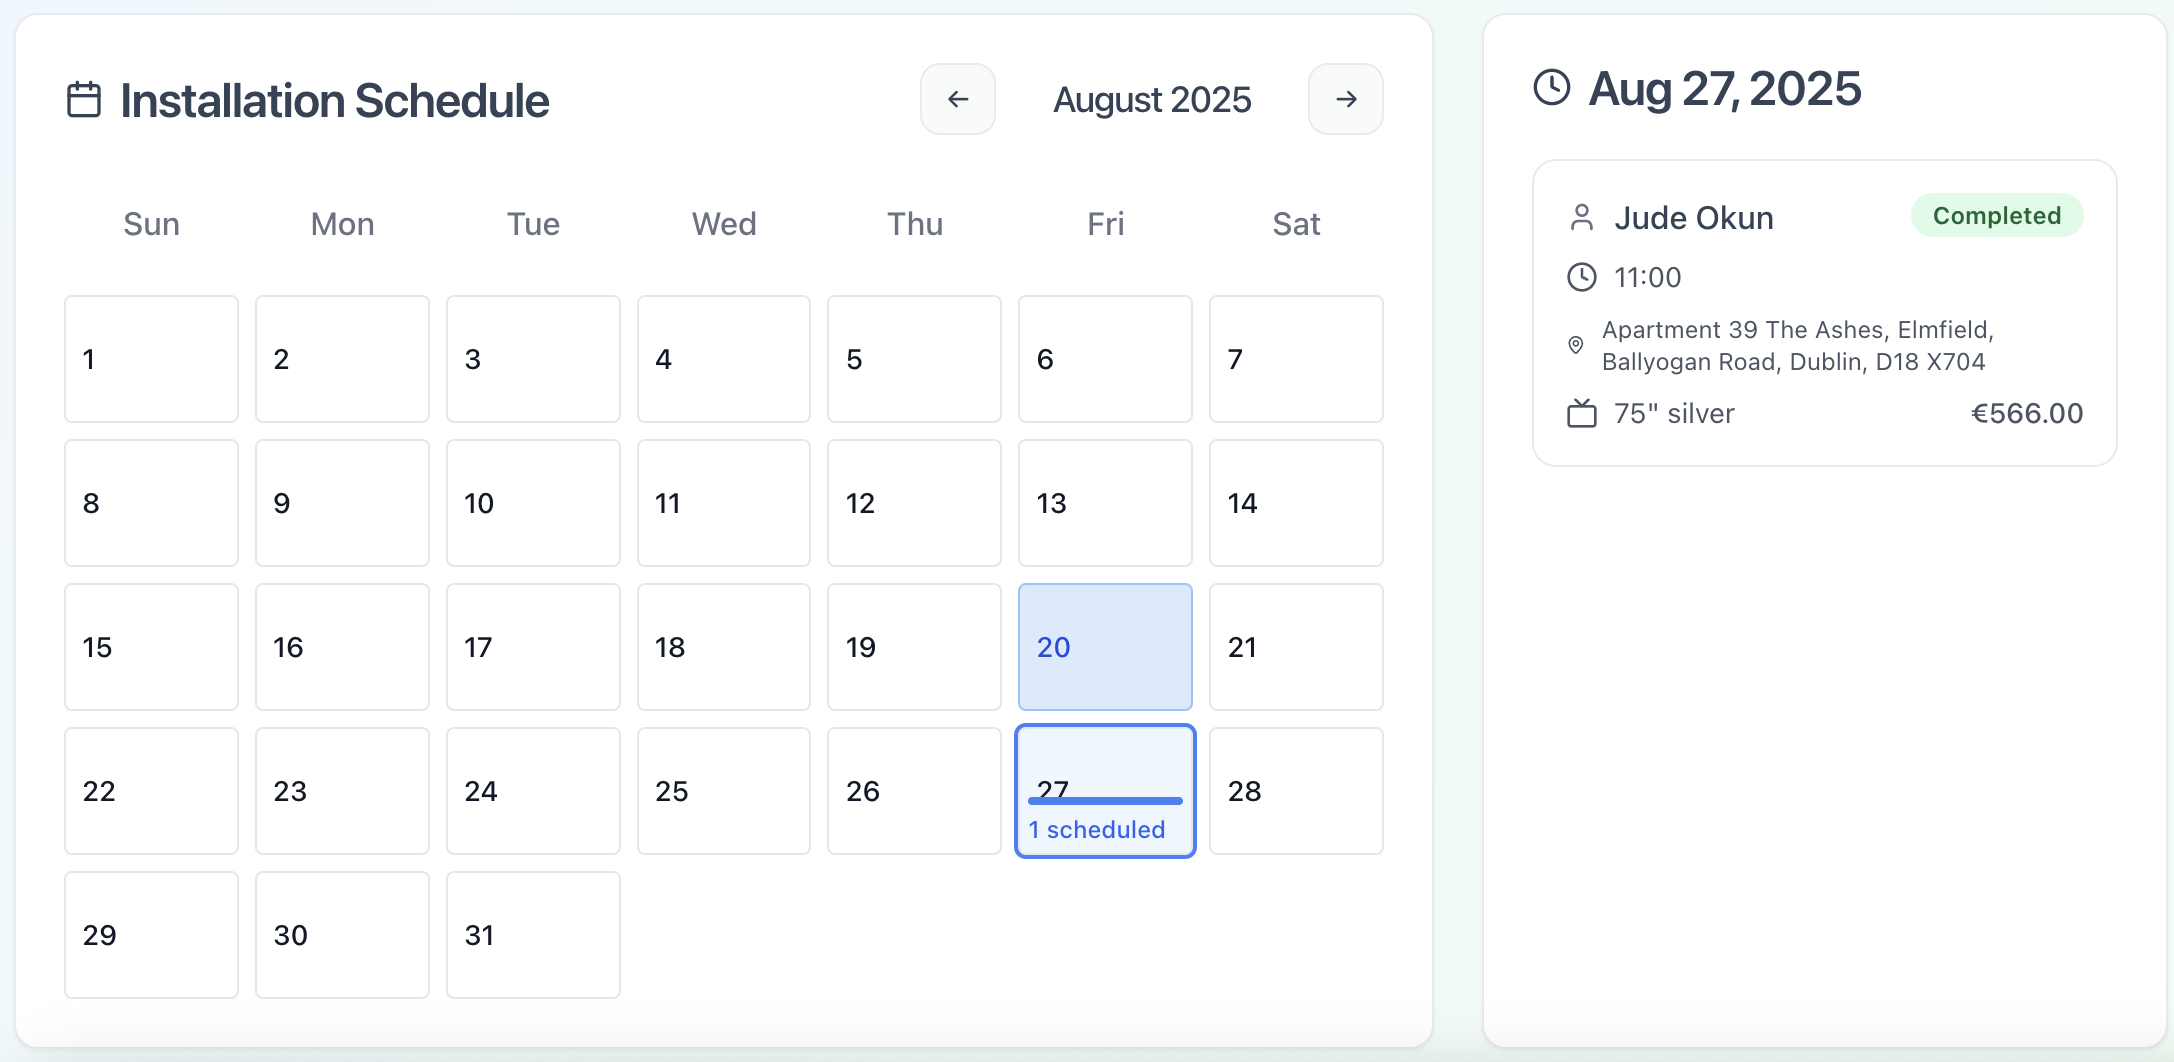 Installation Schedule
August 2025
Sun Mon Tue Wed Thu Fri Sat
1 2 3 4 5 6 7
8 9 10 11 12 13 14
15 16 17 18 19 20 21
22 23 24 25 26 27 28
1 scheduled
29 30 31
Aug 27, 2025
Jude Okun Completed
11:00
Apartment 39 The Ashes, Elmfield,
Ballyogan Road, Dublin, D18 X704
75" silver €566.00